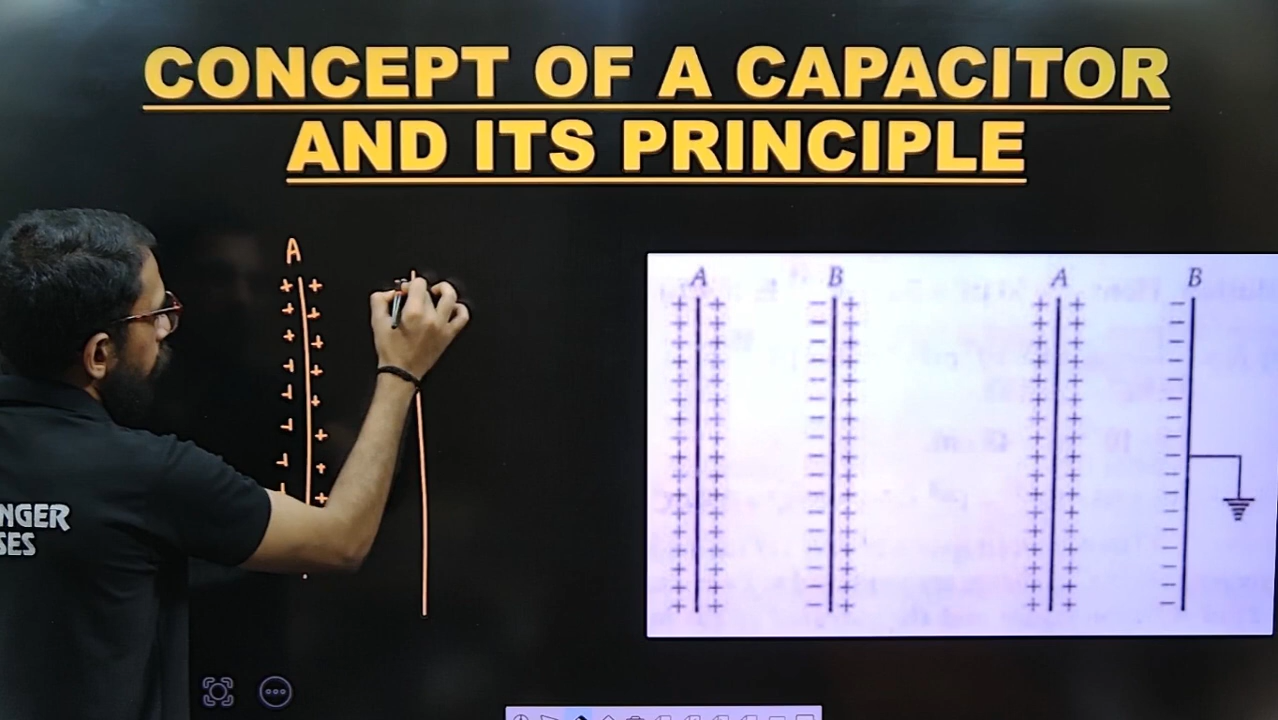 CONCEPT OF A CAPACITOR
AND ITS PRINCIPLE
A
NGER
SES
A B A B